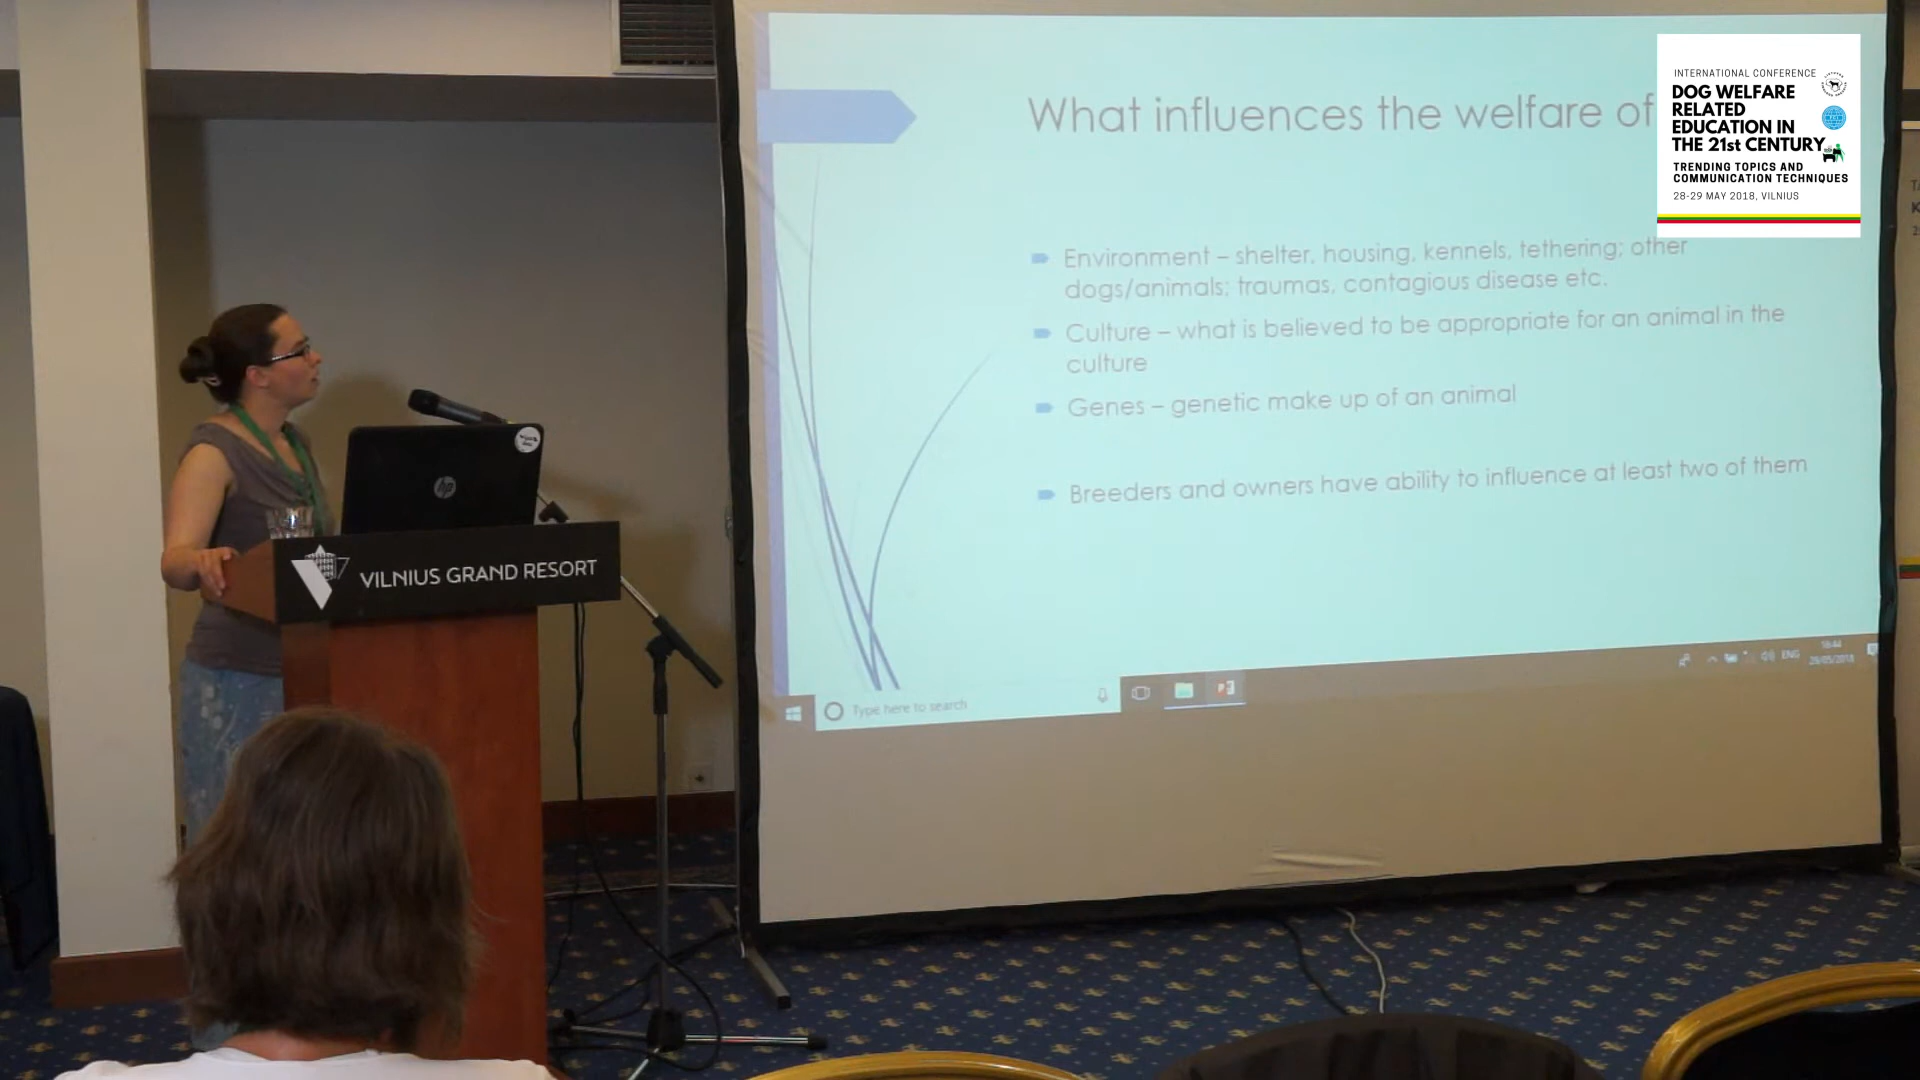 What influences the welfare of
Environment – shelter, housing, kennels, tethering; other
dogs/animals; traumas, contagious disease etc.
Culture – what is believed to be appropriate for an animal in the
culture
Genes – genetic make up of an animal
Breeders and owners have ability to influence at least two of them
Type here to search
ENG
INTERNATIONAL CONFERENCE
DOG WELFARE
RELATED
EDUCATION IN
THE 21st CENTURY
TRENDING TOPICS AND
COMMUNICATION TECHNIQUES
28-29 MAY 2018, VILNIUS
hp
VILNIUS GRAND RESORT